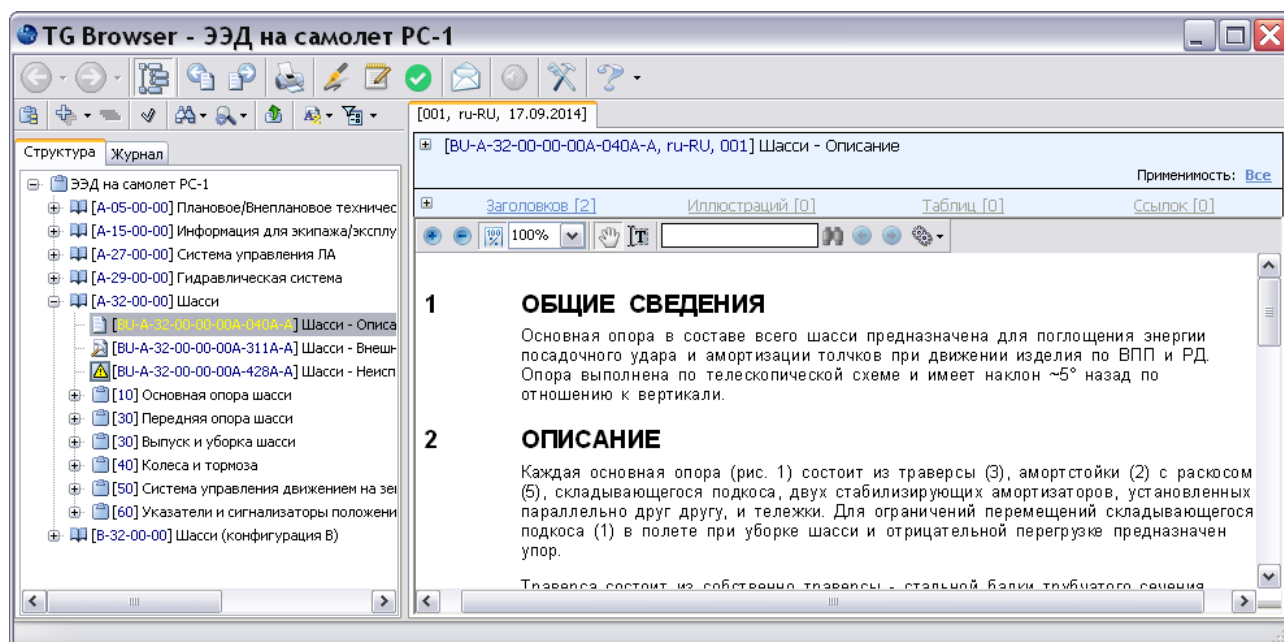 TG Browser - ЭЭД на самолет РС-1
[001, ru-RU, 17.09.2014]
Структура Журнал
ЭЭД на самолет РС-1
[A-05-00-00] Плановое/Внеплановое техничес
[A-15-00-00] Информация для экипажа/эксплу
[A-27-00-00] Система управления ЛА
[A-29-00-00] Гидравлическая система
[A-32-00-00] Шасси
[BU-A-32-00-00-00A-040A-A] Шасси - Описа
[BU-A-32-00-00-00A-311A-A] Шасси - Внешн
[BU-A-32-00-00-00A-428A-A] Шасси - Неисп
[10] Основная опора шасси
[30] Передняя опора шасси
[30] Выпуск и уборка шасси
[40] Колеса и тормоза
[50] Система управления движением на зе
[60] Указатели и сигнализаторы положени
[B-32-00-00] Шасси (конфигурация В)
[BU-A-32-00-00-00A-040A-A, ru-RU, 001] Шасси - Описание
Применимость: Все
Заголовков [2] Иллюстраций [0] Таблиц [0] Ссылок [0]
100%
1 ОБЩИЕ СВЕДЕНИЯ
Основная опора в составе всего шасси предназначена для поглощения энергии
посадочного удара и амортизации толчков при движении изделия по ВПП и РД.
Опора выполнена по телескопической схеме и имеет наклон ~5° назад по
отношению к вертикали.
2 ОПИСАНИЕ
Каждая основная опора (рис. 1) состоит из траверсы (3), амортстойки (2) с раскосом
(5), складывающегося подкоса, двух стабилизирующих амортизаторов, установленных
параллельно друг другу, и тележки. Для ограничений перемещений складывающегося
подкоса (1) в полете при уборке шасси и отрицательной перегрузке предназначен
упор.
Траверса состоит из собственно траверсы - стальной балки трубчатого сечения